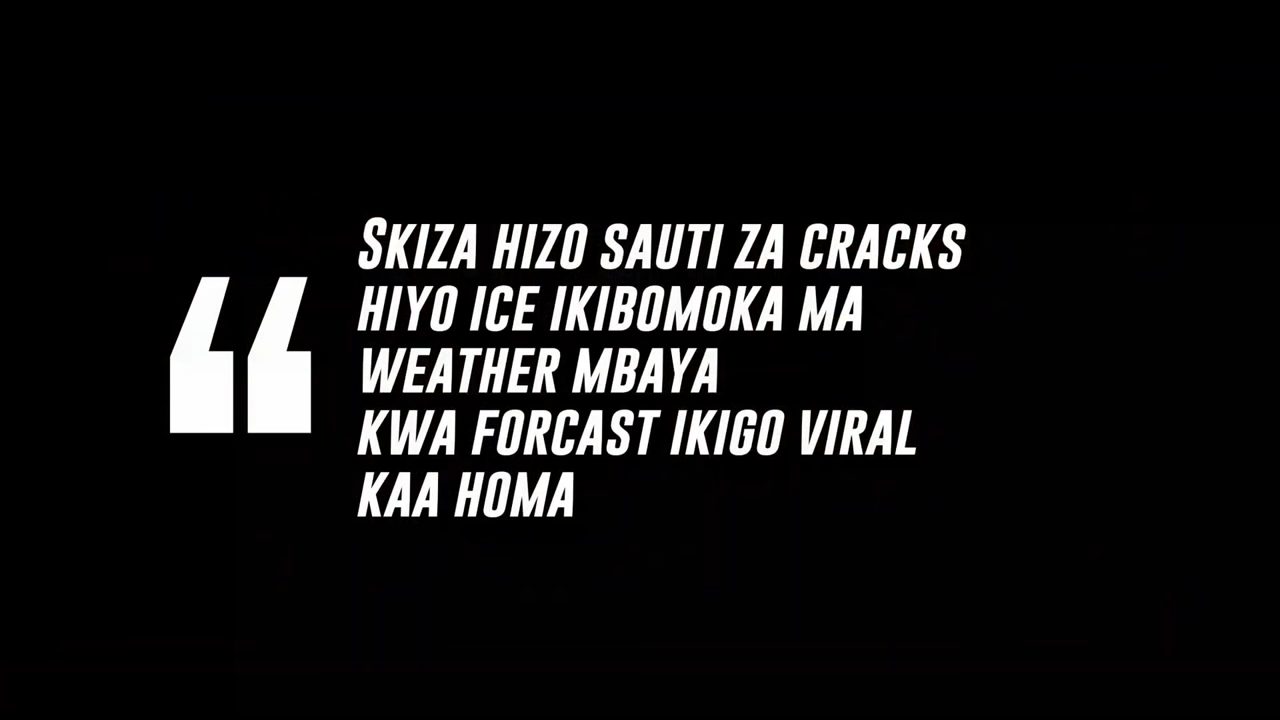 “
Skiza hizo sauti za cracks
hiyo ice ikibomoka ma
weather mbaya
kwa forcast ikigo viral
kaa homa